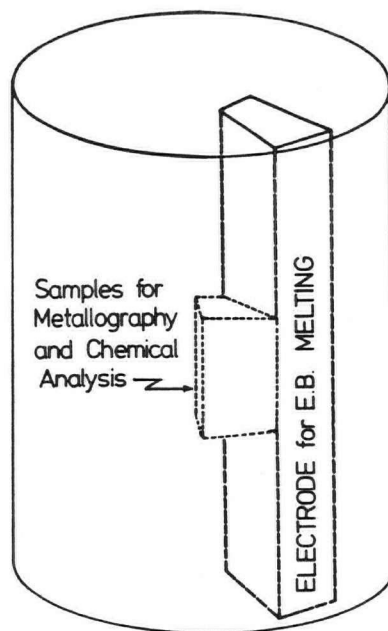 Samples for
Metallography
and Chemical
Analysis
ELECTRODE for E.B. MELTING